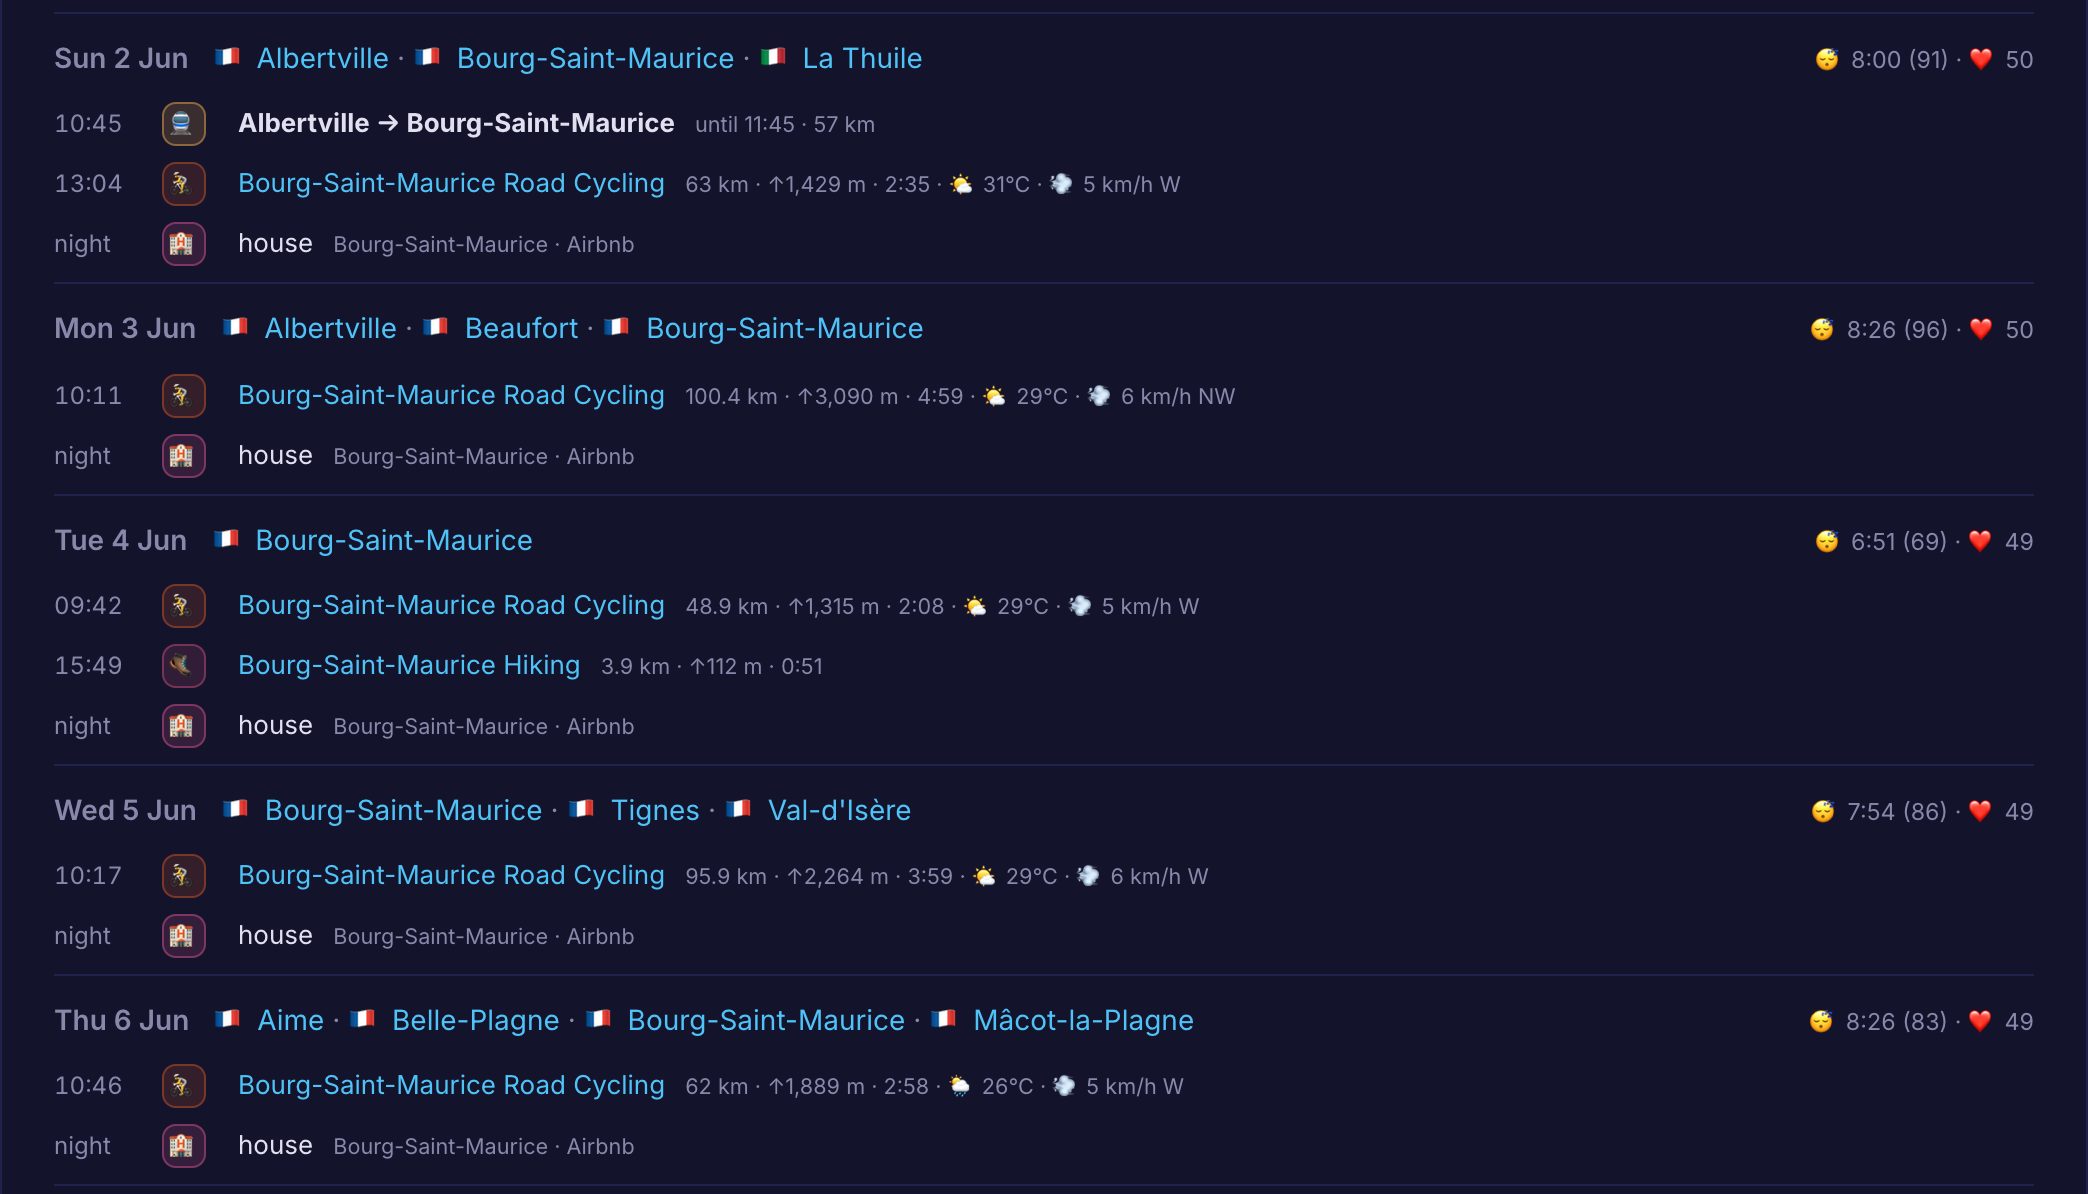 Sun 2 Jun 🇫🇷 Albertville · 🇫🇷 Bourg-Saint-Maurice · 🇮🇹 La Thuile 😴 8:00 (91) · ❤️ 50
10:45 Albertville → Bourg-Saint-Maurice until 11:45 · 57 km
13:04 Bourg-Saint-Maurice Road Cycling 63 km · ↑1,429 m · 2:35 · 🌤️ 31°C · 💨 5 km/h W
night house Bourg-Saint-Maurice · Airbnb
Mon 3 Jun 🇫🇷 Albertville · 🇫🇷 Beaufort · 🇫🇷 Bourg-Saint-Maurice 😴 8:26 (96) · ❤️ 50
10:11 Bourg-Saint-Maurice Road Cycling 100.4 km · ↑3,090 m · 4:59 · 🌤️ 29°C · 💨 6 km/h NW
night house Bourg-Saint-Maurice · Airbnb
Tue 4 Jun 🇫🇷 Bourg-Saint-Maurice 😴 6:51 (69) · ❤️ 49
09:42 Bourg-Saint-Maurice Road Cycling 48.9 km · ↑1,315 m · 2:08 · 🌤️ 29°C · 💨 5 km/h W
15:49 Bourg-Saint-Maurice Hiking 3.9 km · ↑112 m · 0:51
night house Bourg-Saint-Maurice · Airbnb
Wed 5 Jun 🇫🇷 Bourg-Saint-Maurice · 🇫🇷 Tignes · 🇫🇷 Val-d'Isère 😴 7:54 (86) · ❤️ 49
10:17 Bourg-Saint-Maurice Road Cycling 95.9 km · ↑2,264 m · 3:59 · 🌤️ 29°C · 💨 6 km/h W
night house Bourg-Saint-Maurice · Airbnb
Thu 6 Jun 🇫🇷 Aime · 🇫🇷 Belle-Plagne · 🇫🇷 Bourg-Saint-Maurice · 🇫🇷 Mâcot-la-Plagne 😴 8:26 (83) · ❤️ 49
10:46 Bourg-Saint-Maurice Road Cycling 62 km · ↑1,889 m · 2:58 · 🌦️ 26°C · 💨 5 km/h W
night house Bourg-Saint-Maurice · Airbnb